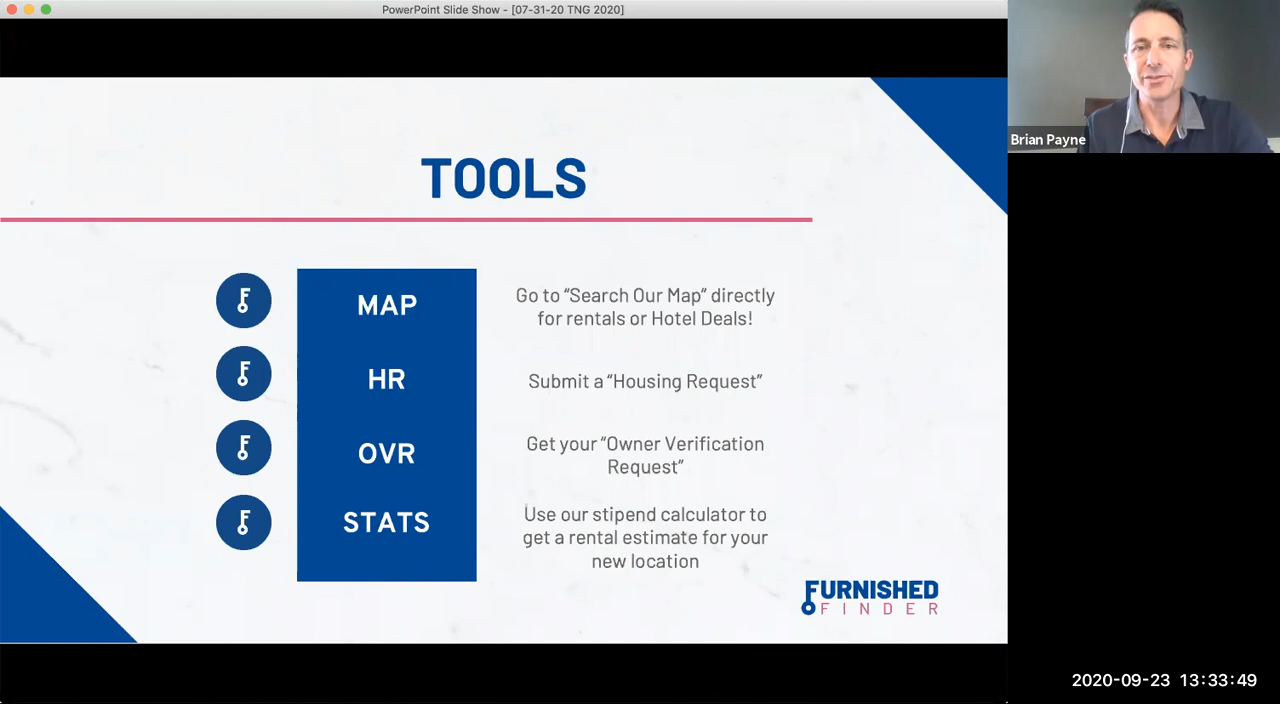 PowerPoint Slide Show - [07-31-20 TNG 2020]
Brian Payne
TOOLS
MAP
Go to “Search Our Map” directly
for rentals or Hotel Deals!
HR
Submit a “Housing Request”
OVR
Get your “Owner Verification
Request”
STATS
Use our stipend calculator to
get a rental estimate for your
new location
FURNISHED
FINDER
2020-09-23 13:33:49